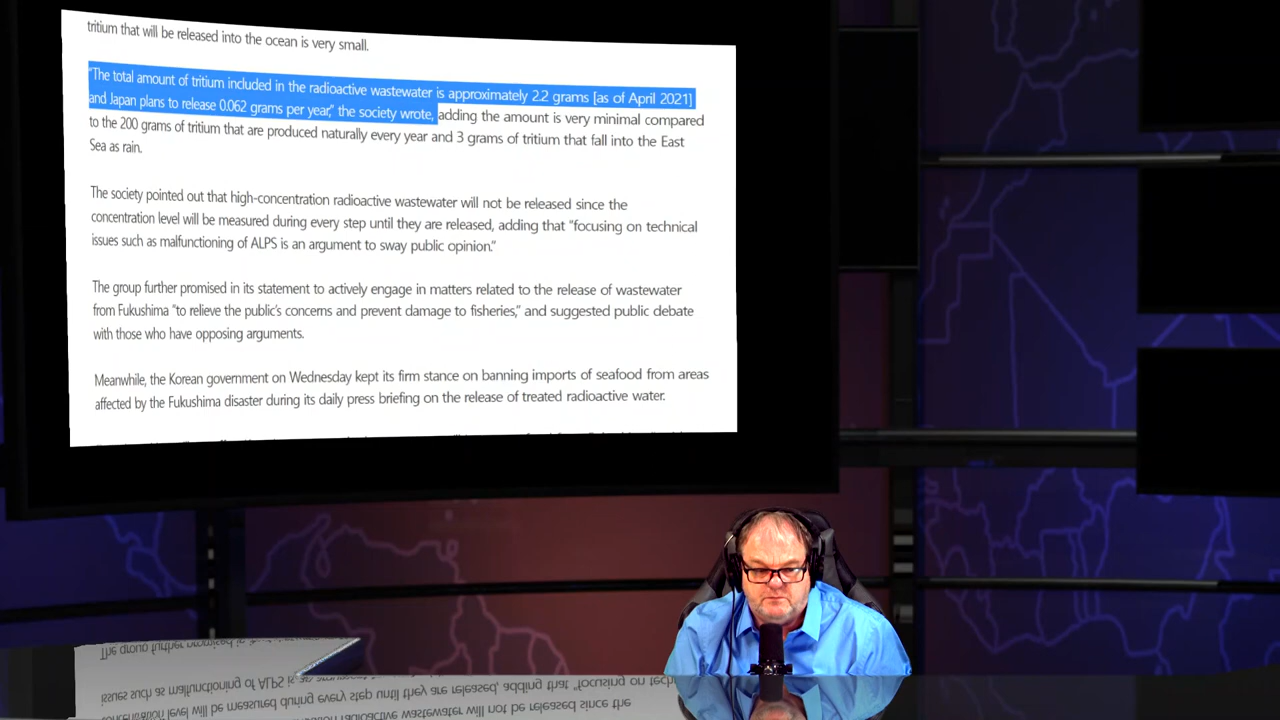 tritium that will be released into the ocean is very small.
“The total amount of tritium included in the radioactive wastewater is approximately 2.2 grams [as of April 2021]
and Japan plans to release 0.062 grams per year,” the society wrote, adding the amount is very minimal compared
to the 200 grams of tritium that are produced naturally every year and 3 grams of tritium that fall into the East
Sea as rain.
The society pointed out that high-concentration radioactive wastewater will not be released since the
concentration level will be measured during every step until they are released, adding that “focusing on technical
issues such as malfunctioning of ALPS is an argument to sway public opinion.”
The group further promised in its statement to actively engage in matters related to the release of wastewater
from Fukushima “to relieve the public’s concerns and prevent damage to fisheries,” and suggested public debate
with those who have opposing arguments.
Meanwhile, the Korean government on Wednesday kept its firm stance on banning imports of seafood from areas
affected by the Fukushima disaster during its daily press briefing on the release of treated radioactive water.